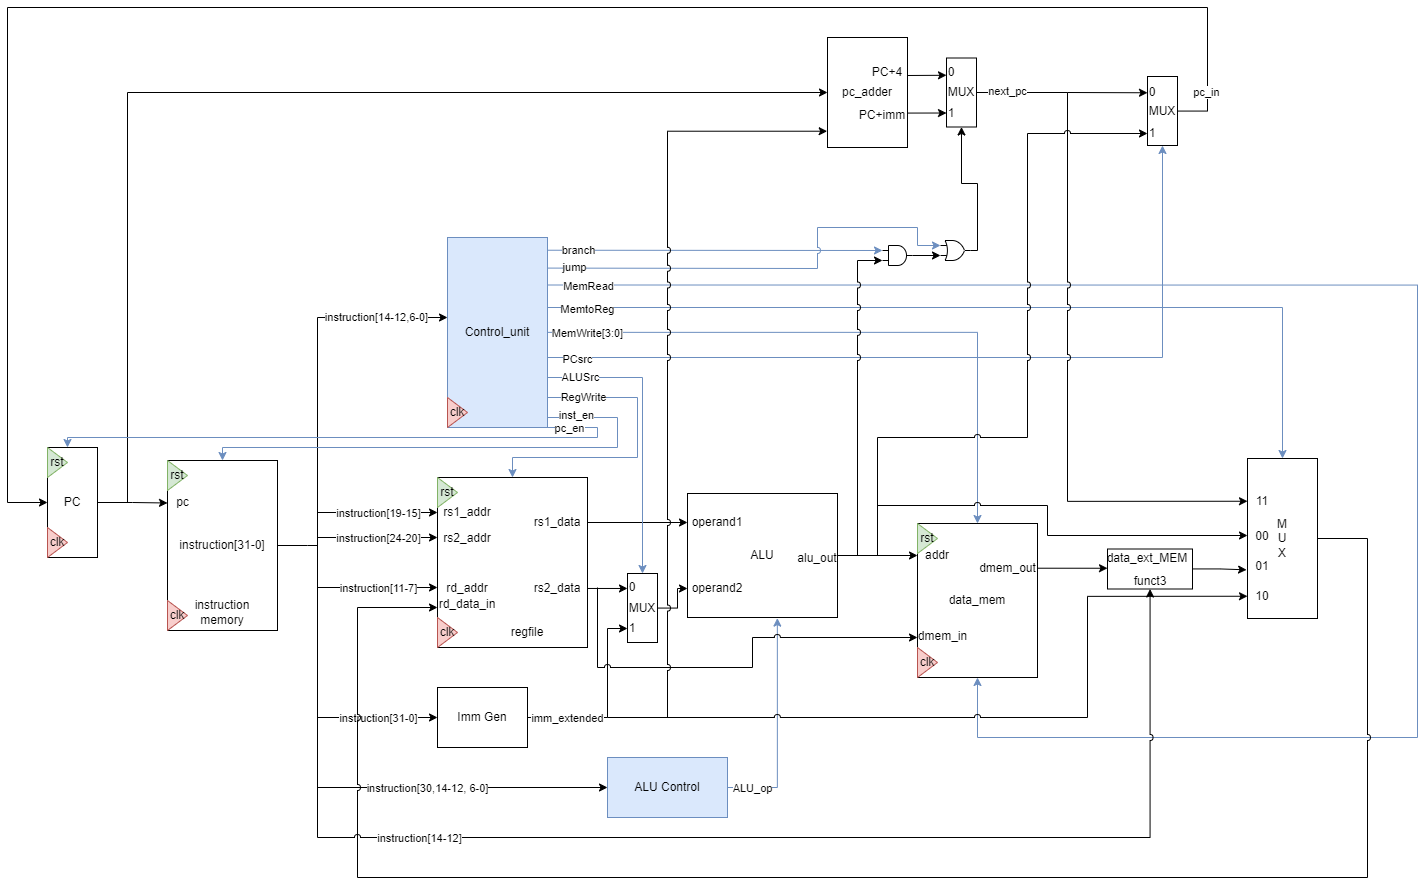 PC+4
0
pc_adder
MUX
next_pc
0
pc_in
MUX
PC+imm
1
1
branch
jump
MemRead
MemtoReg
instruction[14-12,6-0]
Control_unit
MemWrite[3:0]
PCsrc
ALUSrc
RegWrite
clk
inst_en
pc_en
rst
PC
clk
rst
pc
instruction[31-0]
clk
instruction
memory
rst
instruction[19-15]
rs1_addr
rs1_data
instruction[24-20]
rs2_addr
instruction[11-7]
rd_addr
rs2_data
rd_data_in
clk
regfile
0
MUX
1
operand1
ALU
alu_out
operand2
rst
addr
dmem_out
data_mem
dmem_in
clk
data_ext_MEM
funct3
11
00
01
10
M
U
X
instruction[31-0]
Imm Gen
imm_extended
instruction[30,14-12, 6-0]
ALU Control
ALU_op
instruction[14-12]